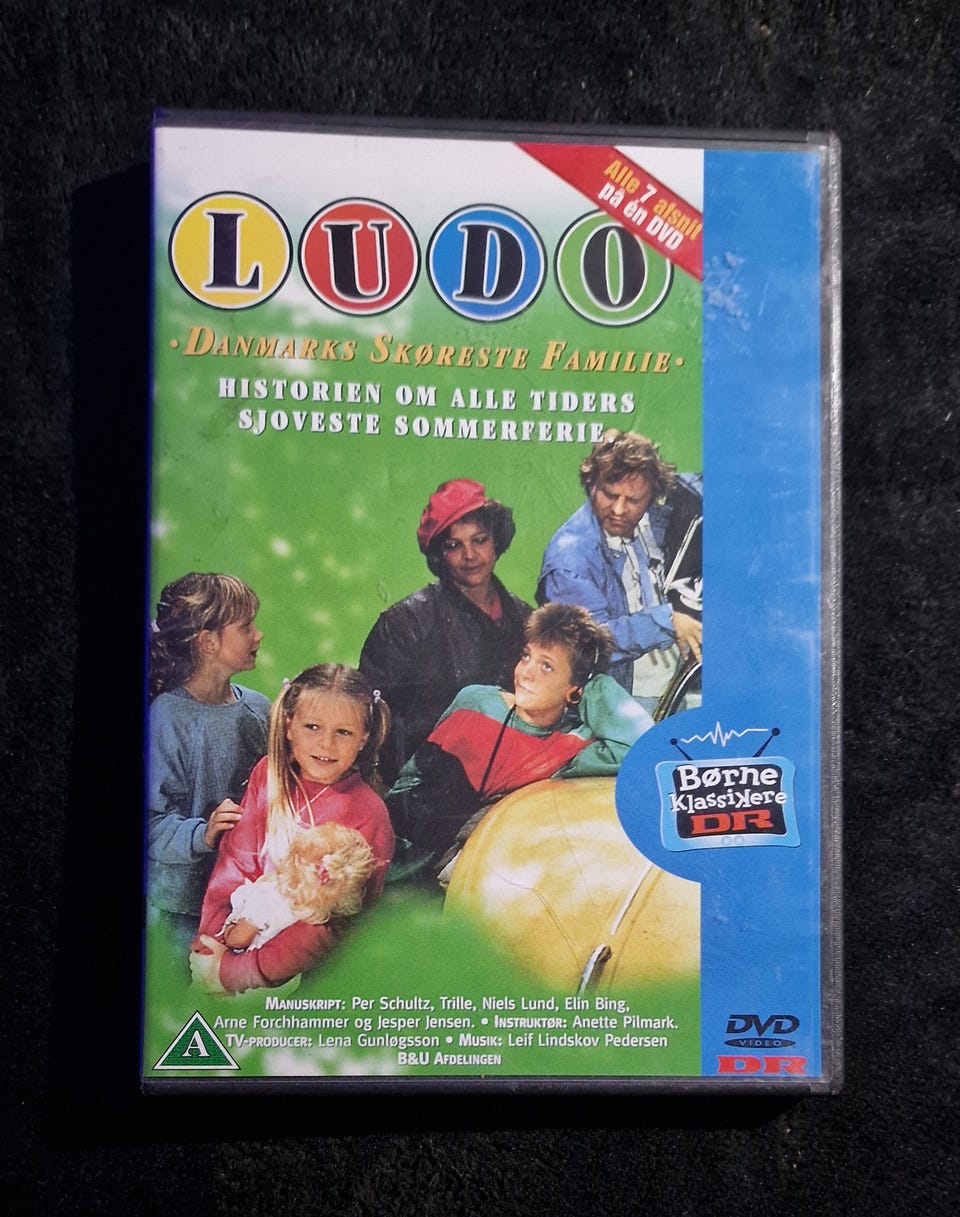 Alle 7 afsnit
på én DVD
LUDO
·DANMARKS SKØRESTE FAMILIE·
HISTORIEN OM ALLE TIDERS
SJOVESTE SOMMERFERIE.
Børne
Klassikere
DR
MANUSKRIPT: Per Schultz, Trille, Niels Lund, Elin Bing,
Arne Forchhammer og Jesper Jensen. • INSTRUKTØR: Anette Pilmark.
TV-PRODUCER: Lena Gunløgsson • MUSIK: Leif Lindskov Pedersen
B&U AFDELINGEN
A
DVD
VIDEO
DR